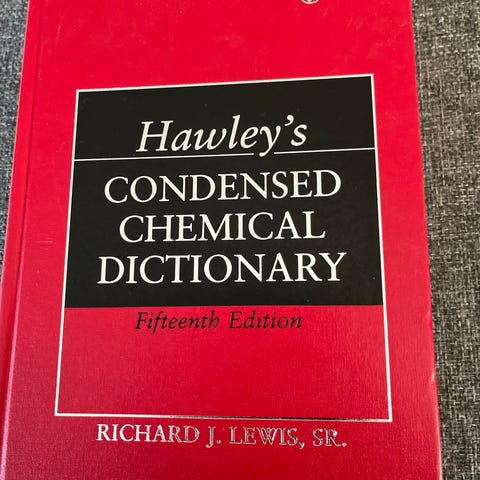 Hawley's
CONDENSED
CHEMICAL
DICTIONARY
Fifteenth Edition
RICHARD J. LEWIS, SR.